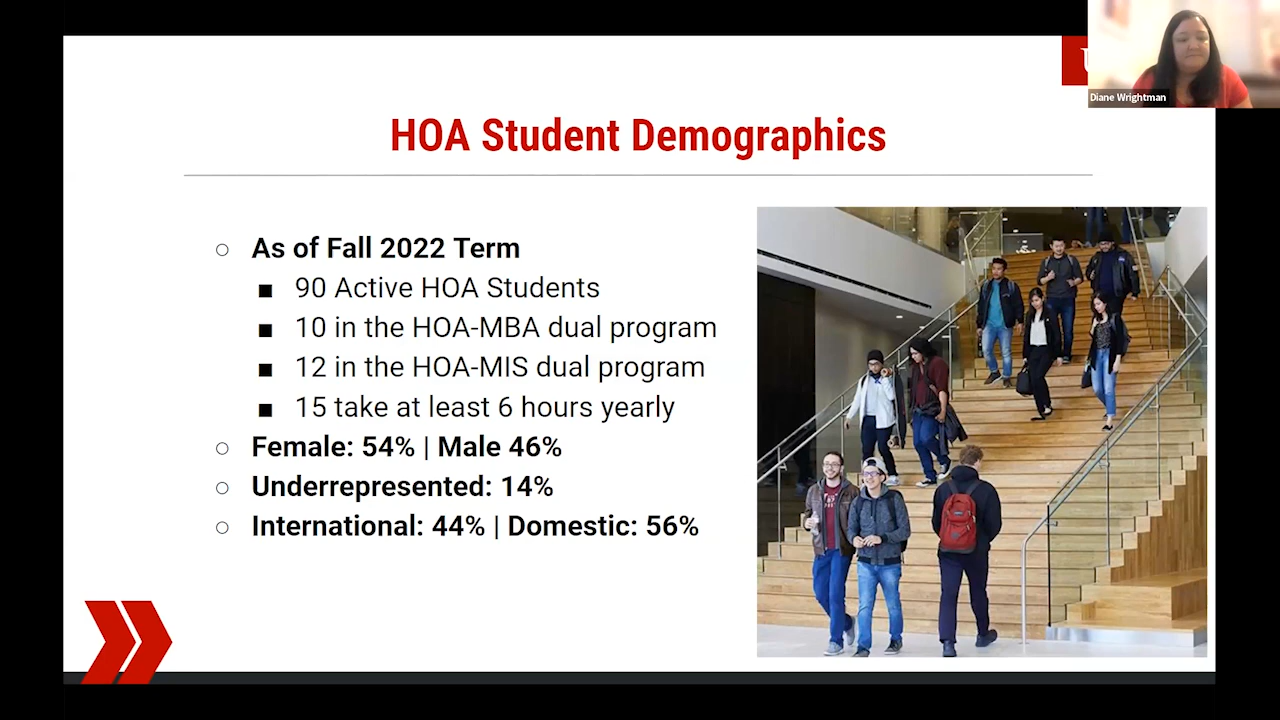 Diane Wrightman
HOA Student Demographics
As of Fall 2022 Term
90 Active HOA Students
10 in the HOA-MBA dual program
12 in the HOA-MIS dual program
15 take at least 6 hours yearly
Female: 54% | Male 46%
Underrepresented: 14%
International: 44% | Domestic: 56%